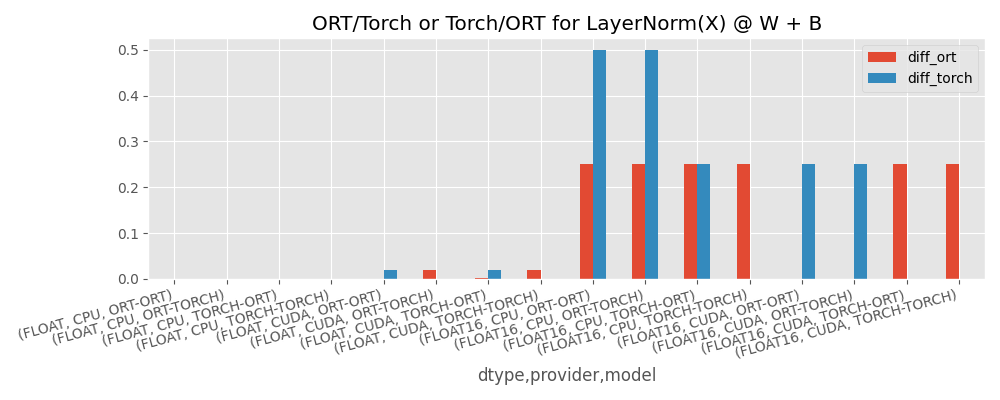 ORT/Torch or Torch/ORT for LayerNorm(X) @ W + B
diff_ort
diff_torch
0.5
0.4
0.3
0.2
0.1
0.0
(FLOAT, CPU, ORT-ORT)
(FLOAT, CPU, ORT-TORCH)
(FLOAT, CPU, TORCH-ORT)
(FLOAT, CPU, TORCH-TORCH)
(FLOAT, CUDA, ORT-ORT)
(FLOAT, CUDA, ORT-TORCH)
(FLOAT, CUDA, TORCH-ORT)
(FLOAT, CUDA, TORCH-TORCH)
(FLOAT16, CPU, ORT-ORT)
(FLOAT16, CPU, ORT-TORCH)
(FLOAT16, CPU, TORCH-ORT)
(FLOAT16, CPU, TORCH-TORCH)
(FLOAT16, CUDA, ORT-ORT)
(FLOAT16, CUDA, ORT-TORCH)
(FLOAT16, CUDA, TORCH-ORT)
(FLOAT16, CUDA, TORCH-TORCH)
dtype,provider,model